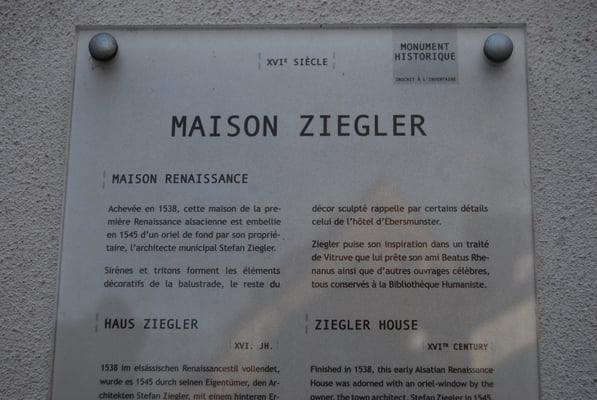 XVIᴱ SIÈCLE
MONUMENT
HISTORIQUE
INSCRIT À L'INVENTAIRE
MAISON ZIEGLER
MAISON RENAISSANCE
Achevée en 1538, cette maison de la pre-
mière Renaissance alsacienne est embellie
en 1545 d'un oriel de fond par son proprié-
taire, l'architecte municipal Stefan Ziegler.
Sirènes et tritons forment les éléments
décoratifs de la balustrade, le reste du
décor sculpté rappelle par certains détails
celui de l'hôtel d'Ebersmunster.
Ziegler puise son inspiration dans un traité
de Vitruve que lui prête son ami Beatus Rhe-
nanus ainsi que d'autres ouvrages célèbres,
tous conservés à la Bibliothèque Humaniste.
HAUS ZIEGLER
XVI. JH.
1538 im elsässischen Renaissancestil vollendet,
wurde es 1545 durch seinen Eigentümer, den Ar-
chitekten Stefan Ziegler, mit einem hinteren Er-
ZIEGLER HOUSE
XVIᵀᴴ CENTURY
Finished in 1538, this early Alsatian Renaissance
House was adorned with an oriel-window by the
owner, the town architect, Stefan Ziegler in 1545.